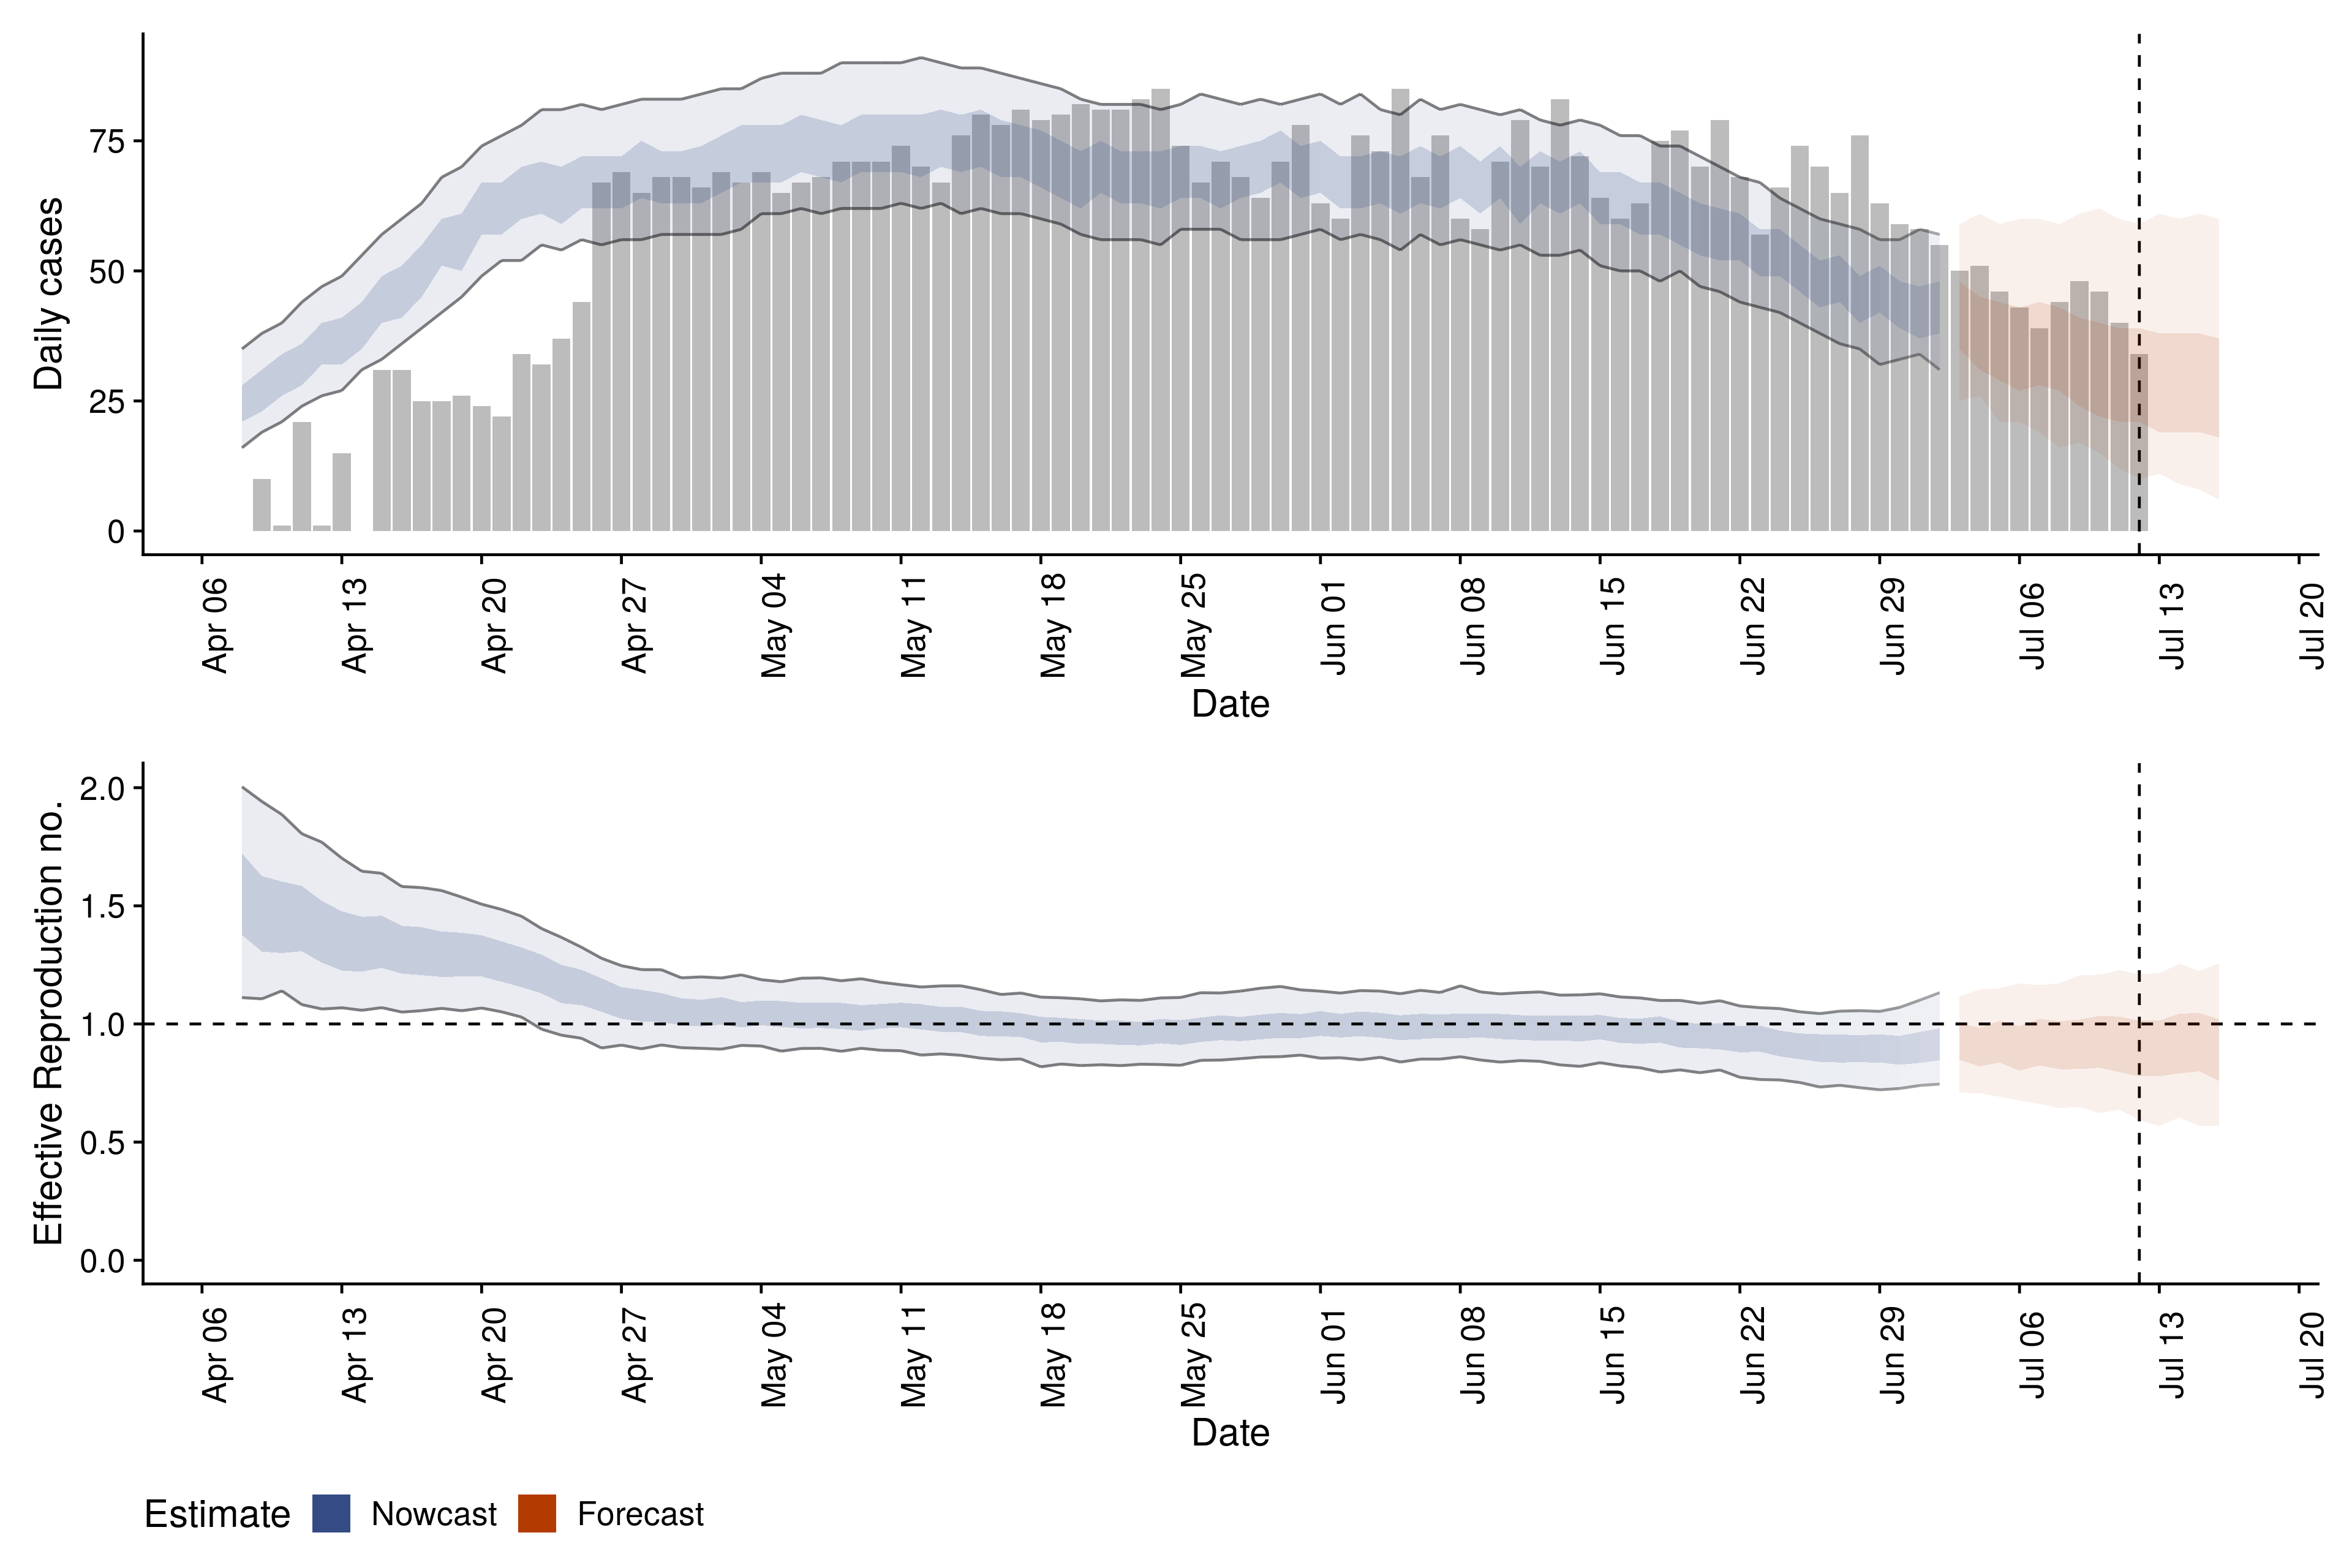 Daily cases
75
50
25
0
Apr 06 Apr 13 Apr 20 Apr 27 May 04 May 11 May 18 May 25 Jun 01 Jun 08 Jun 15 Jun 22 Jun 29 Jul 06 Jul 13 Jul 20
Date
Effective Reproduction no.
2.0
1.5
1.0
0.5
0.0
Apr 06 Apr 13 Apr 20 Apr 27 May 04 May 11 May 18 May 25 Jun 01 Jun 08 Jun 15 Jun 22 Jun 29 Jul 06 Jul 13 Jul 20
Date
Estimate Nowcast Forecast